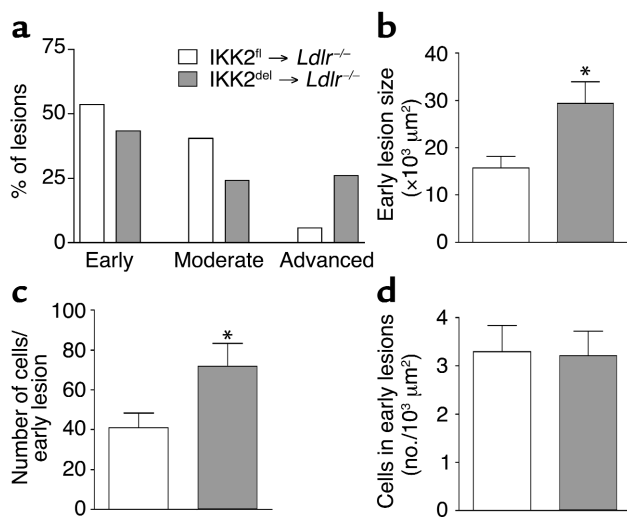 a
75
50
25
0
% of lesions
IKK2fl → Ldlr–/–
IKK2del → Ldlr–/–
Early Moderate Advanced
b
40
30
20
10
0
Early lesion size
(×10³ μm²)
*
c
100
80
60
40
20
0
Number of cells/
early lesion
*
d
4
3
2
1
0
Cells in early lesions
(no./10³ μm²)